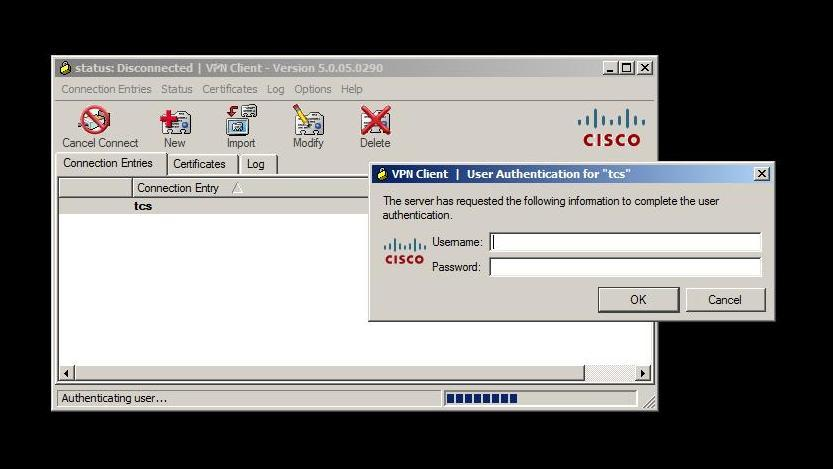 status: Disconnected | VPN Client - Version 5.0.05.0290
Connection Entries Status Certificates Log Options Help
Cancel Connect New Import Modify Delete
CISCO
Connection Entries Certificates Log
Connection Entry
tcs
VPN Client | User Authentication for "tcs"
The server has requested the following information to complete the user
authentication.
CISCO
Username:
Password:
OK Cancel
Authenticating user...